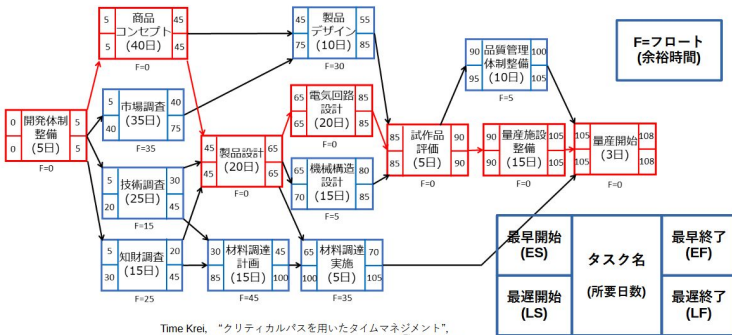 5 商品 45
コンセプト
5 (40日) 45
F=0
45 製品 55
デザイン
75 (10日) 85
F=30
90 品質管理 100
体制整備
95 (10日) 105
F=5
F=フロート
(余裕時間)
0 開発体制 5
整備
0 (5日) 5
F=0
5 市場調査 40
40 (35日) 75
F=35
5 技術調査 30
20 (25日) 45
F=15
5 知財調査 20
30 (15日) 45
F=25
45 製品設計 65
45 (20日) 65
F=0
65 電気回路 85
設計
65 (20日) 85
F=0
65 機械構造 80
設計
70 (15日) 85
F=5
30 材料調達 45
計画
85 (15日) 100
F=45
65 材料調達 70
実施
100 (5日) 105
F=35
85 試作品 90
評価
85 (5日) 90
F=0
90 量産施設 105
整備
90 (15日) 105
F=0
105 量産開始 108
105 (3日) 108
F=0
最早開始
(ES)
タスク名
(所要日数)
最早終了
(EF)
最遅開始
(LS)
最遅終了
(LF)
Time Krei, “クリティカルパスを用いたタイムマネジメント”,